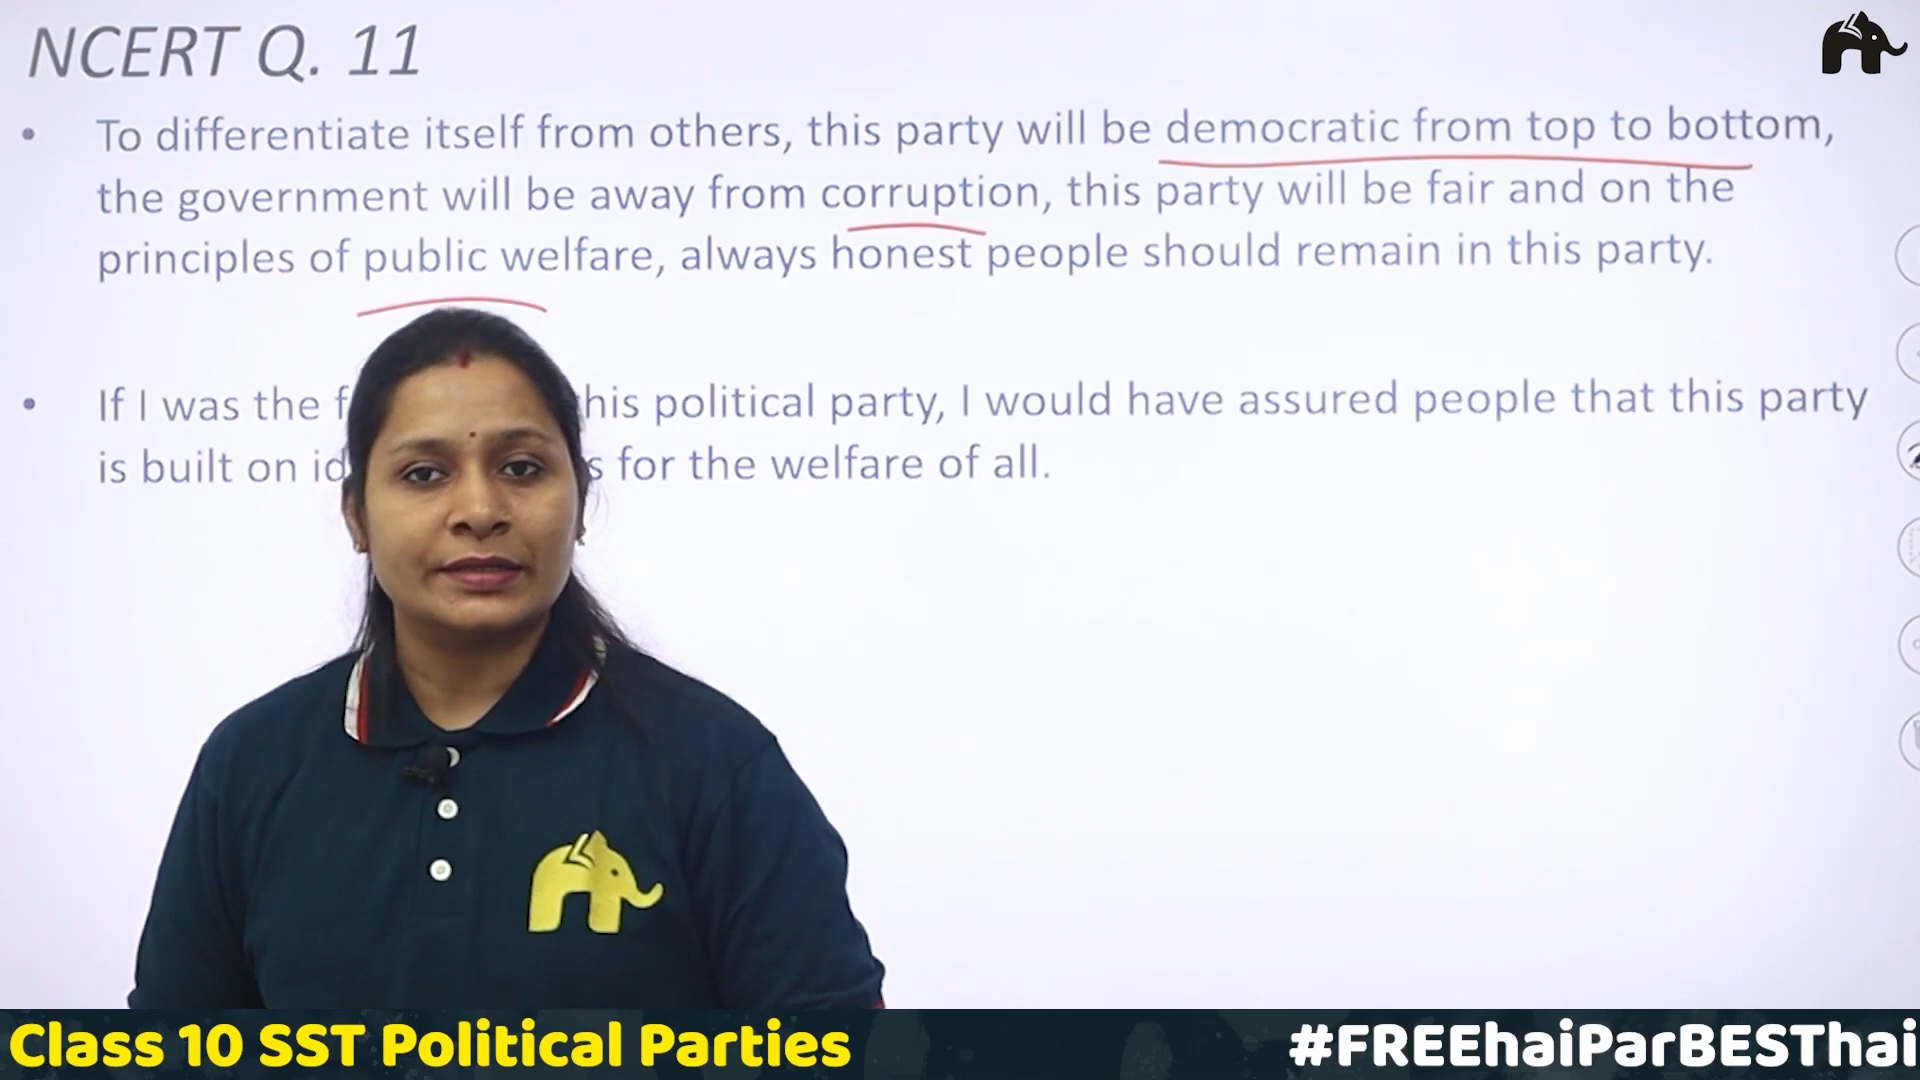 NCERT Q. 11
• To differentiate itself from others, this party will be democratic from top to bottom,
the government will be away from corruption, this party will be fair and on the
principles of public welfare, always honest people should remain in this party.
• If I was the his political party, I would have assured people that this party
is built on for the welfare of all.
Class 10 SST Political Parties
#FREEhaiParBESThai